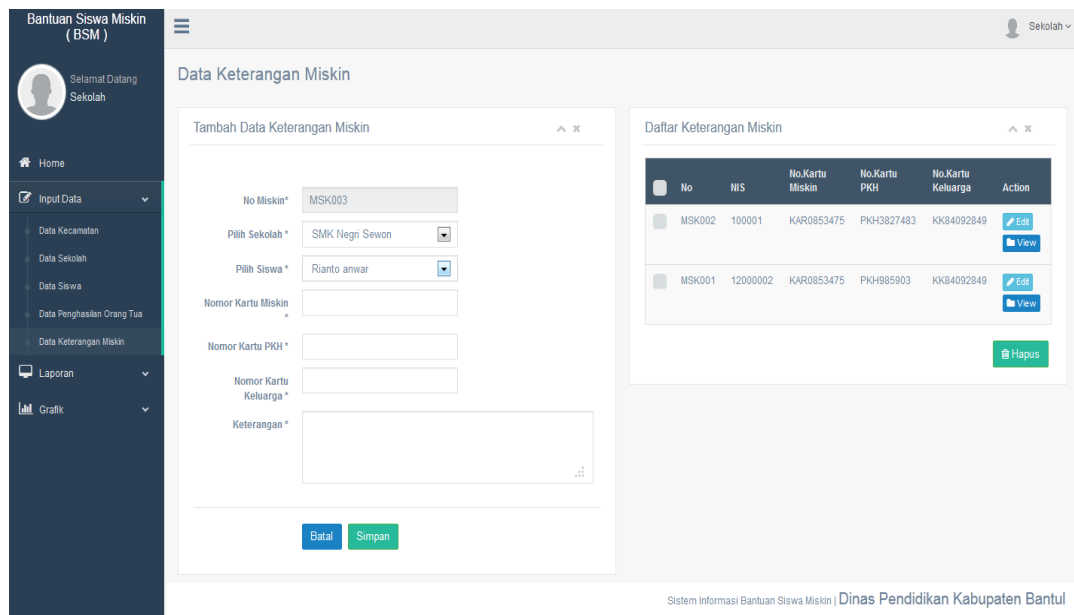 Bantuan Siswa Miskin
( BSM )
Sekolah
Selamat Datang
Sekolah
Home
Input Data
Data Kecamatan
Data Sekolah
Data Siswa
Data Penghasilan Orang Tua
Data Keterangan Miskin
Laporan
Grafik
Data Keterangan Miskin
Tambah Data Keterangan Miskin
No Miskin*
MSK003
Pilih Sekolah *
SMK Negri Sewon
Pilih Siswa *
Rianto anwar
Nomor Kartu Miskin
*
Nomor Kartu PKH *
Nomor Kartu
Keluarga *
Keterangan *
Batal
Simpan
Daftar Keterangan Miskin
No NIS No.Kartu Miskin No.Kartu PKH No.Kartu Keluarga Action
MSK002 100001 KAR0853475 PKH3827483 KK84092849 Edit
View
MSK001 12000002 KAR0853475 PKH985903 KK84092849 Edit
View
Hapus
Sistem Informasi Bantuan Siswa Miskin | Dinas Pendidikan Kabupaten Bantul